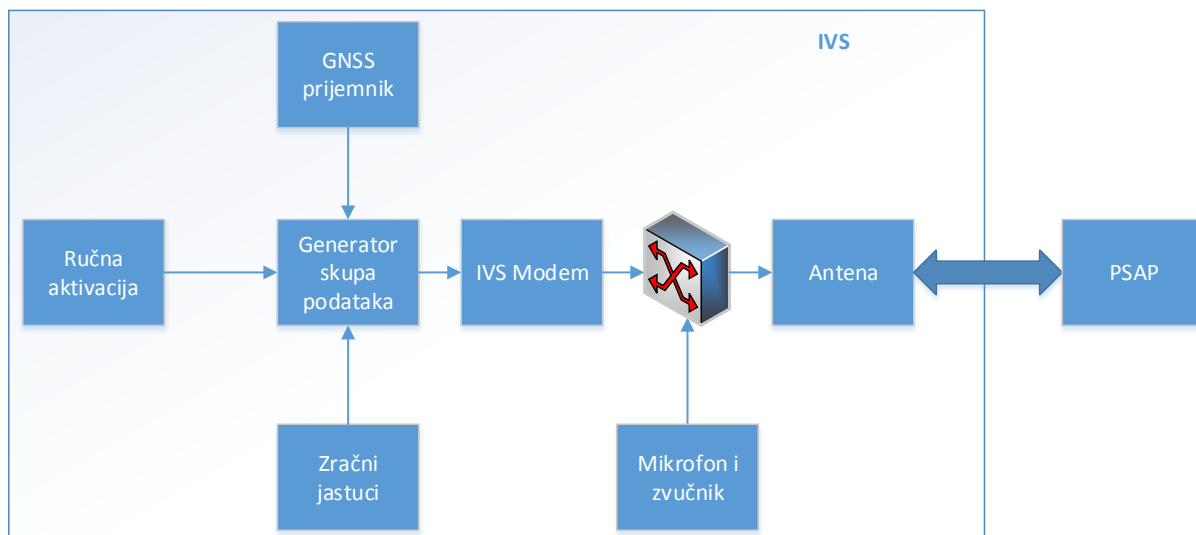 IVS
GNSS
prijemnik
Ručna
aktivacija
Generator
skupa
podataka
IVS Modem
Antena
PSAP
Zračni
jastuci
Mikrofon i
zvučnik